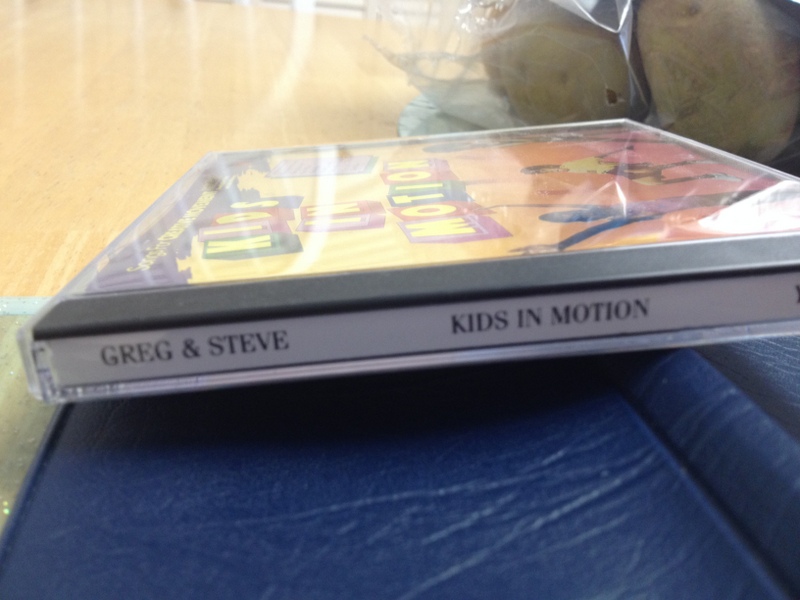 KIDS
IN
MOTION
GREG & STEVE
KIDS IN MOTION